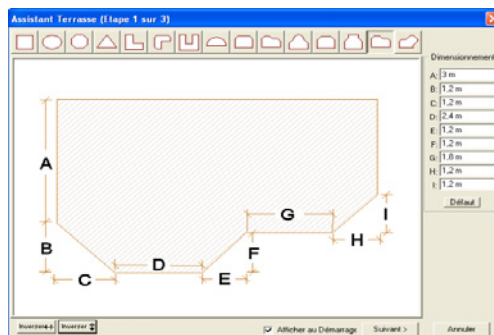 Assistant Terrasse (Etape 1 sur 3)
Dimensionnement
A: 3 m
B: 1,2 m
C: 1,2 m
D: 2,4 m
E: 1,2 m
F: 1,2 m
G: 1,8 m
H: 1,2 m
I: 1,2 m
Défaut
A
B
C
D
E
F
G
H
I
Inverser
Inverser
Afficher au Démarrage
Suivant >
Annuler